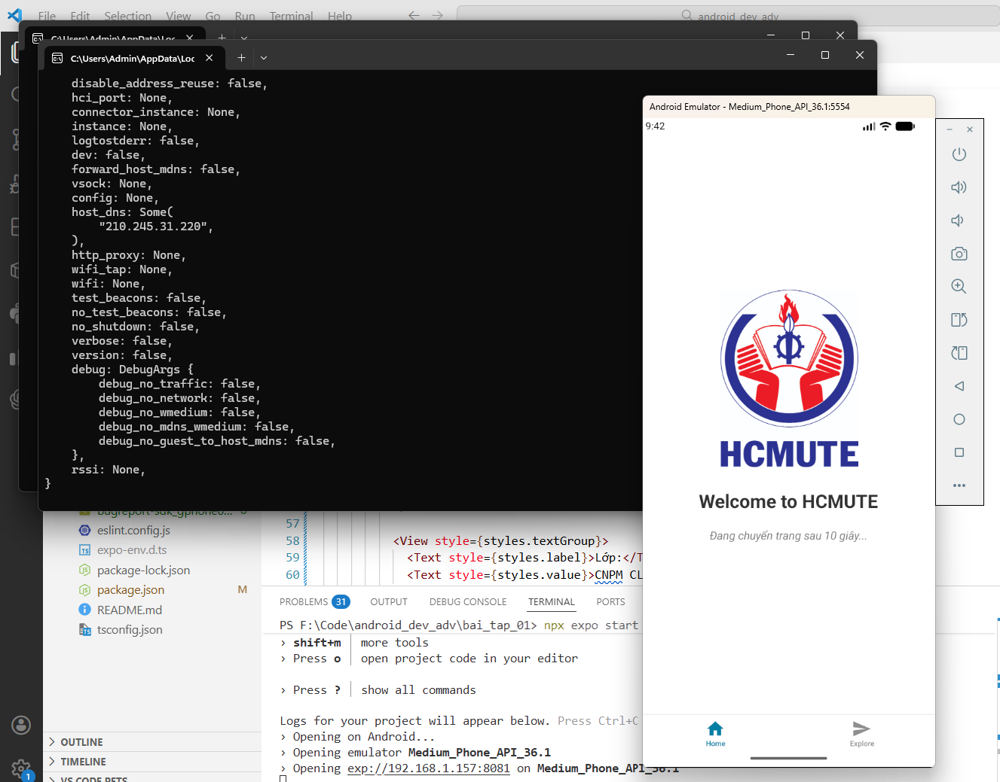 File Edit Selection View Go Run Terminal Help
android_dev_adv
C:\Users\Admin\AppData\Loc
C:\Users\Admin\AppData\Loc
disable_address_reuse: false,
hci_port: None,
connector_instance: None,
instance: None,
logtostderr: false,
dev: false,
forward_host_mdns: false,
vsock: None,
config: None,
host_dns: Some(
"210.245.31.220",
),
http_proxy: None,
wifi_tap: None,
wifi: None,
test_beacons: false,
no_test_beacons: false,
no_shutdown: false,
verbose: false,
version: false,
debug: DebugArgs {
debug_no_traffic: false,
debug_no_network: false,
debug_no_wmedium: false,
debug_no_mdns_wmedium: false,
debug_no_guest_to_host_mdns: false,
},
rssi: None,
}
Android Emulator - Medium_Phone_API_36.1:5554
9:42
HCMUTE
Welcome to HCMUTE
Đang chuyển trang sau 10 giây...
Home
Explore
bugreport-sdk_gphone6...
eslint.config.js
expo-env.d.ts
package-lock.json
package.json M
README.md
tsconfig.json
OUTLINE
TIMELINE
VS CODE PETS
1
57
58 <View style={styles.textGroup}>
59 <Text style={styles.label}>Lớp:</T
60 <Text style={styles.value}>CNPM CL
PROBLEMS 31 OUTPUT DEBUG CONSOLE TERMINAL PORTS
PS F:\Code\android_dev_adv\bai_tap_01> npx expo start
› shift+m │ more tools
› Press o │ open project code in your editor
› Press ? │ show all commands
Logs for your project will appear below. Press Ctrl+C
› Opening on Android...
› Opening emulator Medium_Phone_API_36.1
› Opening exp://192.168.1.157:8081 on Medium_Phone_API_36.1